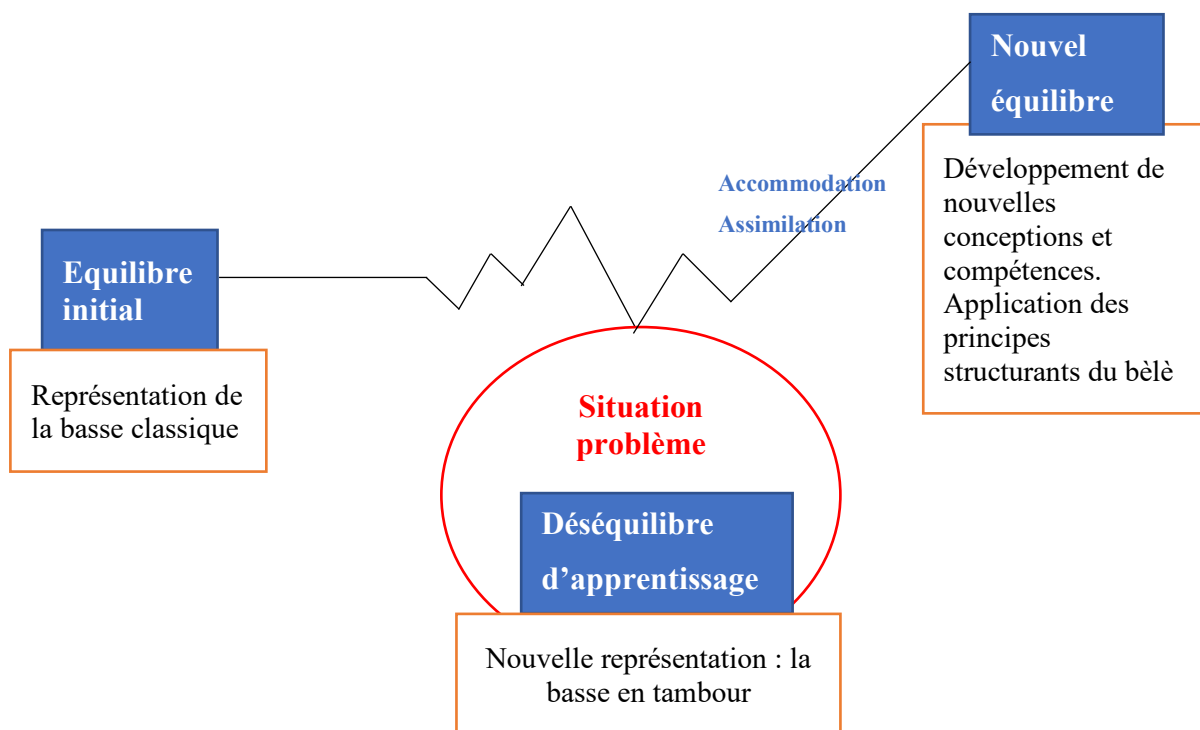 Equilibre
initial
Représentation de
la basse classique
Situation
problème
Déséquilibre
d’apprentissage
Nouvelle représentation : la
basse en tambour
Accommodation
Assimilation
Nouvel
équilibre
Développement de
nouvelles
conceptions et
compétences.
Application des
principes
structurants du bèlè